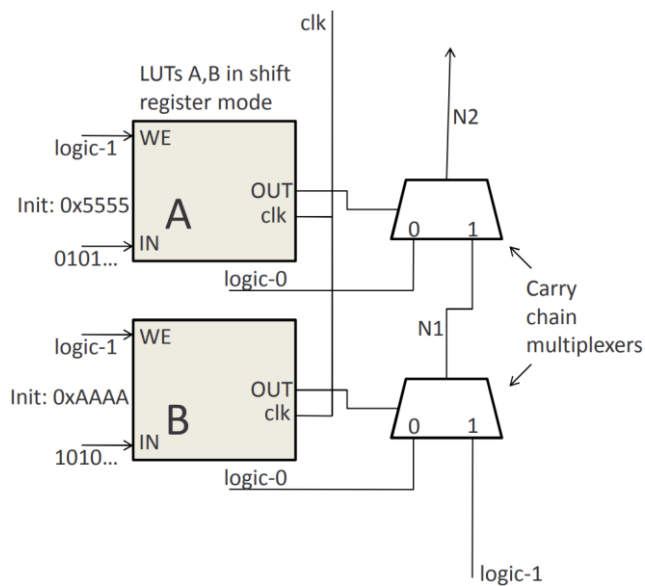 clk
LUTs A,B in shift
register mode
N2
logic-1
WE
Init: 0x5555
A
OUT
clk
0
1
IN
0101...
logic-0
Carry
chain
multiplexers
logic-1
WE
N1
Init: 0xAAAA
B
OUT
clk
0
1
IN
1010...
logic-0
logic-1